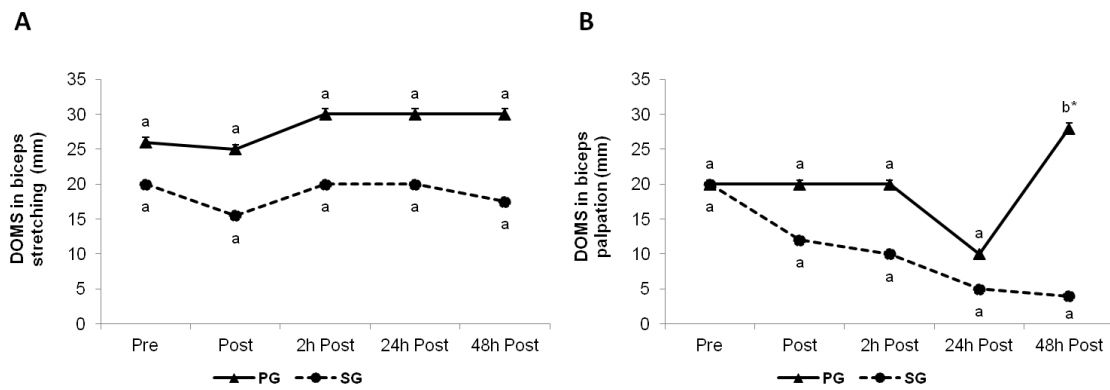 A
DOMS in biceps
stretching (mm)
35
30
25
20
15
10
5
0
a a a a a
a a a a a
Pre Post 2h Post 24h Post 48h Post
PG SG
B
DOMS in biceps
palpation (mm)
35
30
25
20
15
10
5
0
b*
a a a a
a a a a a
Pre Post 2h Post 24h Post 48h Post
PG SG